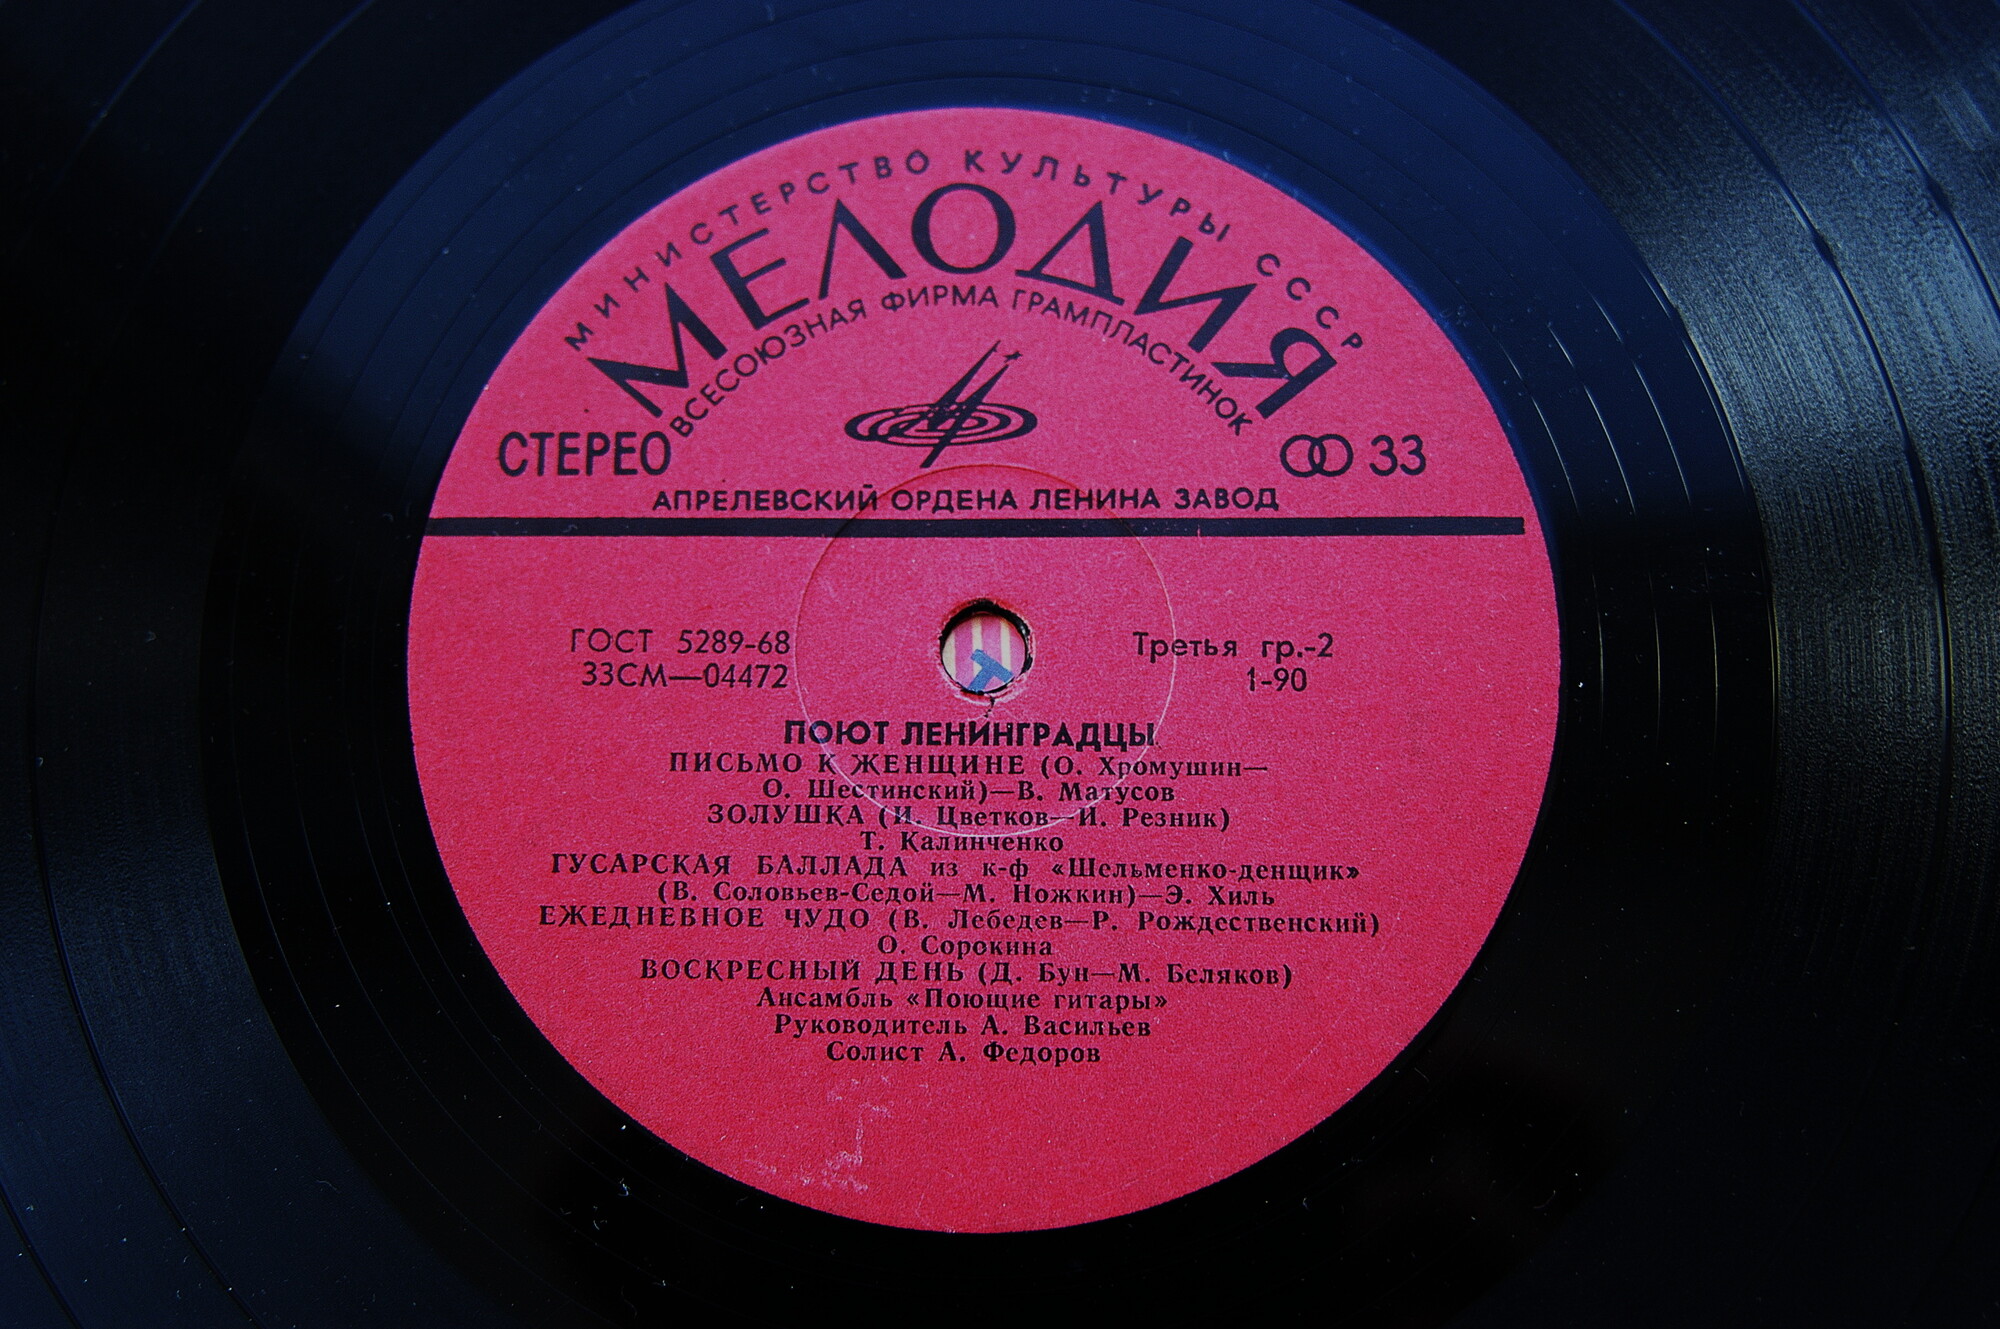 МИНИСТЕРСТВО КУЛЬТУРЫ СССР
МЕЛОДИЯ
ВСЕСОЮЗНАЯ ФИРМА ГРАМПЛАСТИНОК
СТЕРЕО
33
АПРЕЛЕВСКИЙ ОРДЕНА ЛЕНИНА ЗАВОД
ГОСТ 5289-68
33СМ—04472
Третья гр.-2
1-90
ПОЮТ ЛЕНИНГРАДЦЫ
ПИСЬМО К ЖЕНЩИНЕ (О. Хромушин—
О. Шестинский)—В. Матусов
ЗОЛУШКА (И. Цветков—И. Резник)
Т. Калинченко
ГУСАРСКАЯ БАЛЛАДА из к-ф «Шельменко-денщик»
(В. Соловьев-Седой—М. Ножкин)—Э. Хиль
ЕЖЕДНЕВНОЕ ЧУДО (В. Лебедев—Р. Рождественский)
О. Сорокина
ВОСКРЕСНЫЙ ДЕНЬ (Д. Бун—М. Беляков)
Ансамбль «Поющие гитары»
Руководитель А. Васильев
Солист А. Федоров